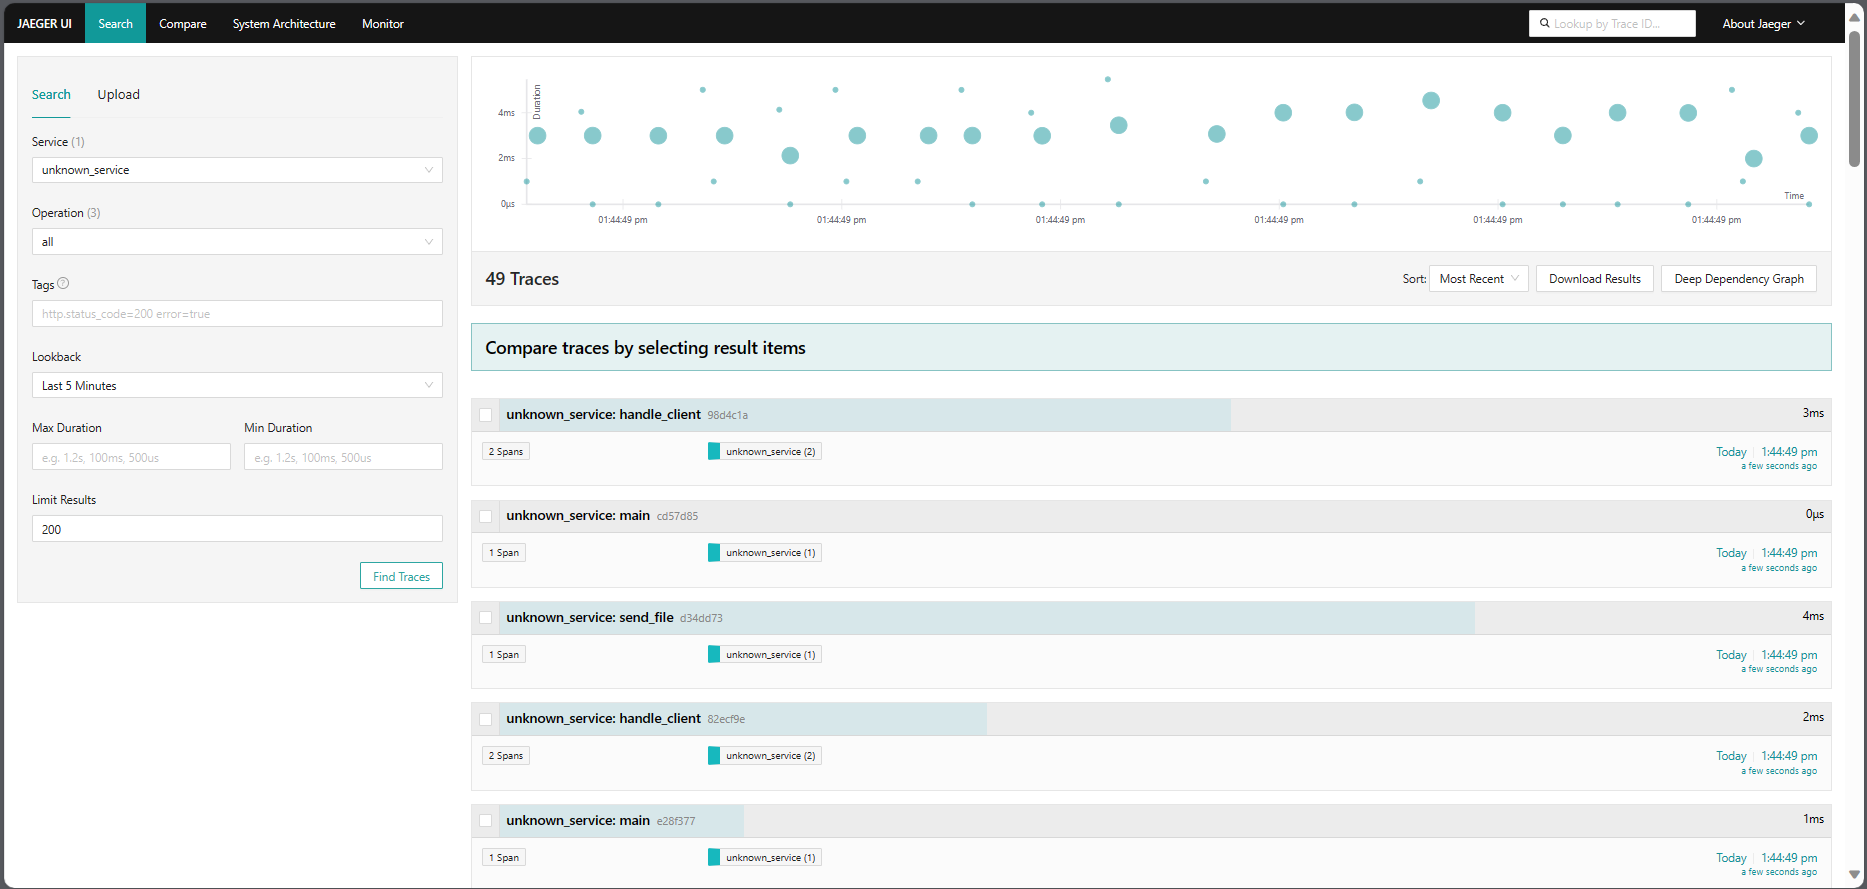 JAEGER UI Search Compare System Architecture Monitor Lookup by Trace ID... About Jaeger
Search Upload
Service (1)
unknown_service
Operation (3)
all
Tags
http.status_code=200 error=true
Lookback
Last 5 Minutes
Max Duration Min Duration
e.g. 1.2s, 100ms, 500us e.g. 1.2s, 100ms, 500us
Limit Results
200
Find Traces
Duration
4ms
2ms
0μs
Time
01:44:49 pm 01:44:49 pm 01:44:49 pm 01:44:49 pm 01:44:49 pm 01:44:49 pm
49 Traces Sort: Most Recent Download Results Deep Dependency Graph
Compare traces by selecting result items
unknown_service: handle_client 98d4c1a 3ms
2 Spans unknown_service (2) Today 1:44:49 pm
a few seconds ago
unknown_service: main cd57d85 0μs
1 Span unknown_service (1) Today 1:44:49 pm
a few seconds ago
unknown_service: send_file d34dd73 4ms
1 Span unknown_service (1) Today 1:44:49 pm
a few seconds ago
unknown_service: handle_client 82ecf9e 2ms
2 Spans unknown_service (2) Today 1:44:49 pm
a few seconds ago
unknown_service: main e28f377 1ms
1 Span unknown_service (1) Today 1:44:49 pm
a few seconds ago